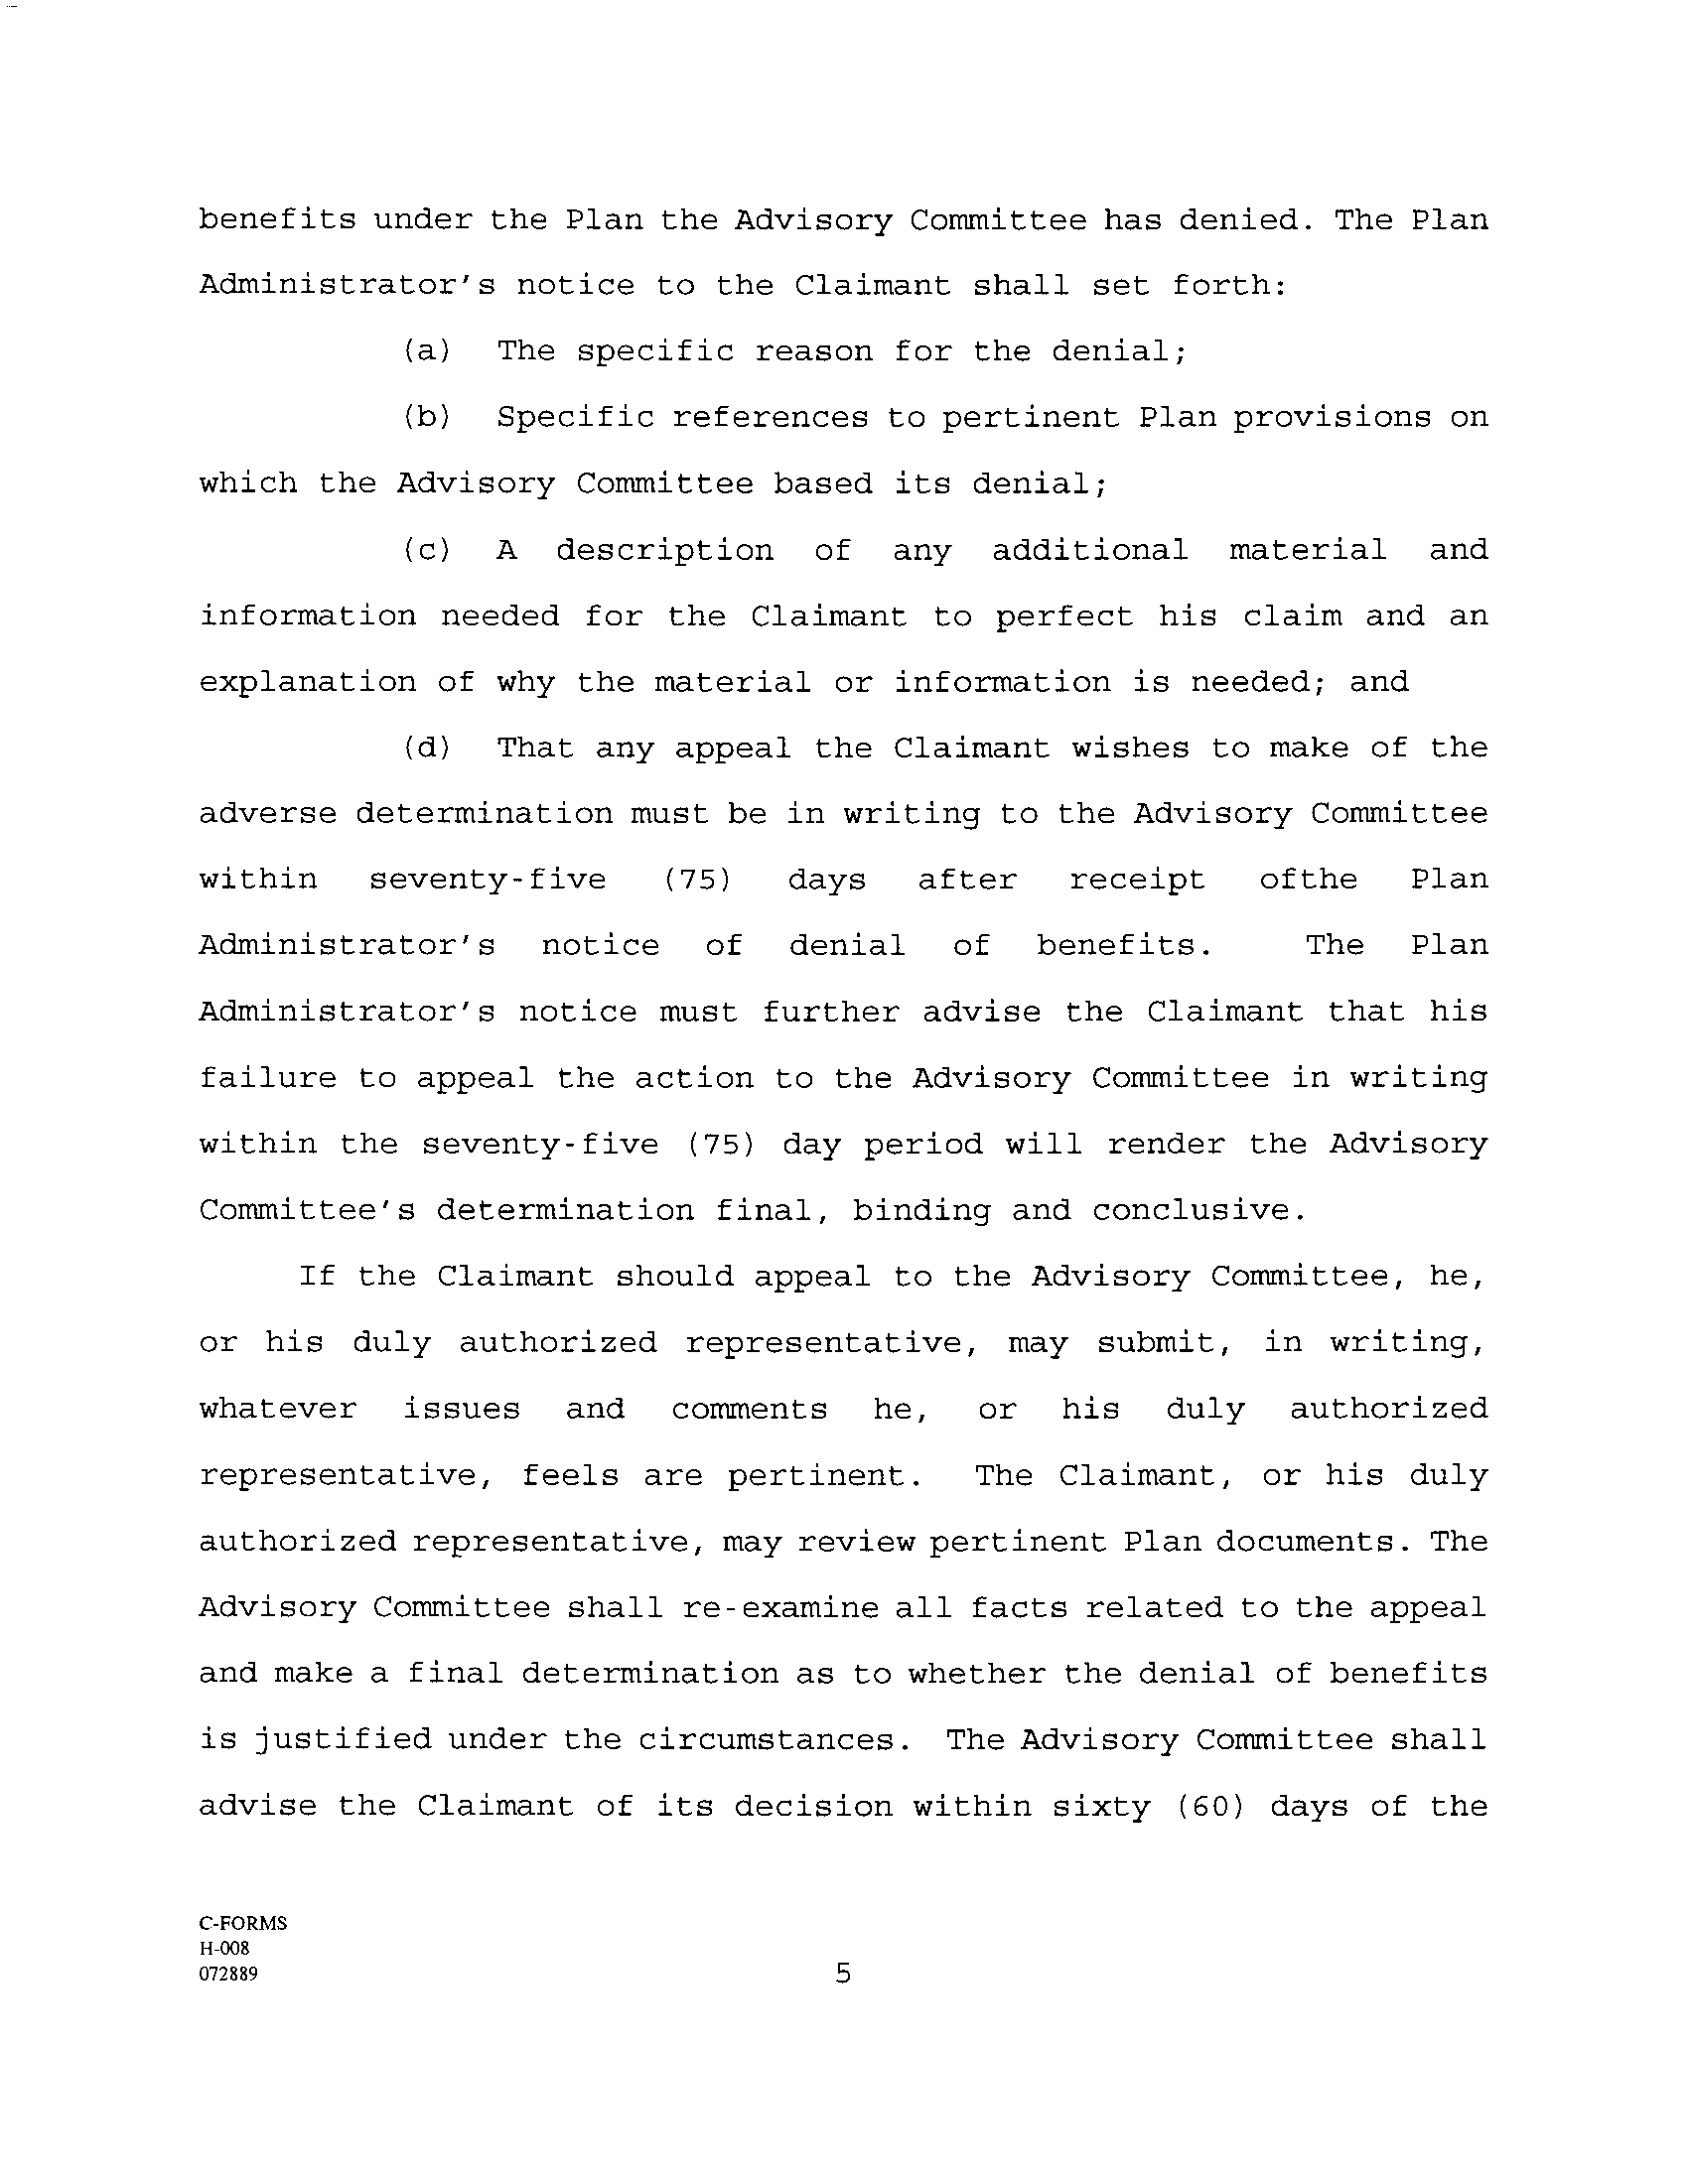 benefits under the Plan the Advisory Committee has denied. The Plan
Administrator's notice to the Claimant shall set forth:
(a) The specific reason for the denial;
(b) Specific references to pertinent Plan provisions on
which the Advisory Committee based its denial;
(c) A description of any additional material and
information needed for the Claimant to perfect his claim and an
explanation of why the material or information is needed; and
(d) That any appeal the Claimant wishes to make of the
adverse determination must be in writing to the Advisory Committee
within seventy-five (75) days after receipt ofthe Plan
Administrator's notice of denial of benefits. The Plan
Administrator's notice must further advise the Claimant that his
failure to appeal the action to the Advisory Committee in writing
within the seventy-five (75) day period will render the Advisory
Committee's determination final, binding and conclusive.
If the Claimant should appeal to the Advisory Committee, he,
or his duly authorized representative, may submit, in writing,
whatever issues and comments he, or his duly authorized
representative, feels are pertinent. The Claimant, or his duly
authorized representative, may review pertinent Plan documents. The
Advisory Committee shall re-examine all facts related to the appeal
and make a final determination as to whether the denial of benefits
is justified under the circumstances. The Advisory Committee shall
advise the Claimant of its decision within sixty (60) days of the
C-FORMS
H-008
072889
5